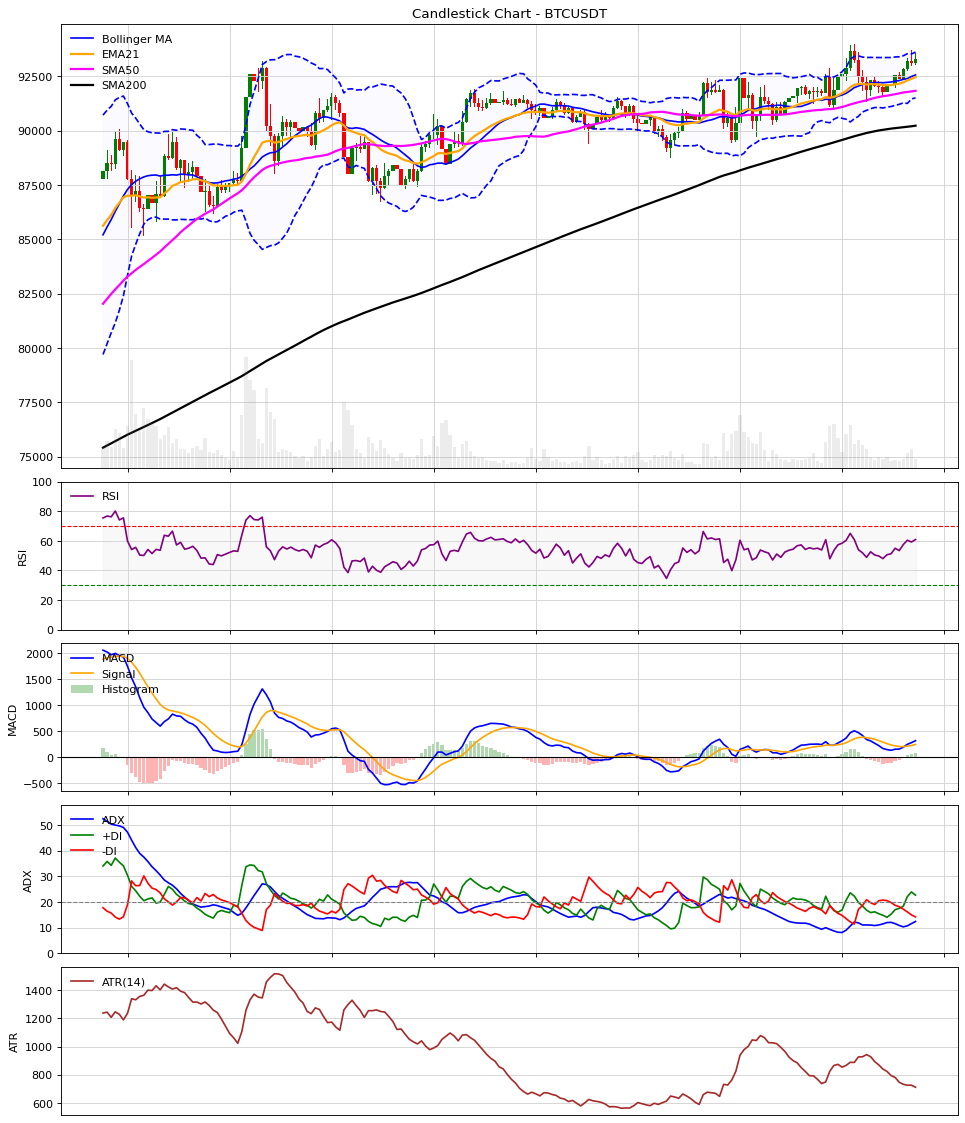 Candlestick Chart - BTCUSDT
Bollinger MA
EMA21
SMA50
SMA200
92500
90000
87500
85000
82500
80000
77500
75000
RSI
RSI
100
80
60
40
20
0
MACD
Signal
Histogram
MACD
2000
1500
1000
500
0
−500
ADX
+DI
-DI
ADX
50
40
30
20
10
0
ATR(14)
ATR
1400
1200
1000
800
600